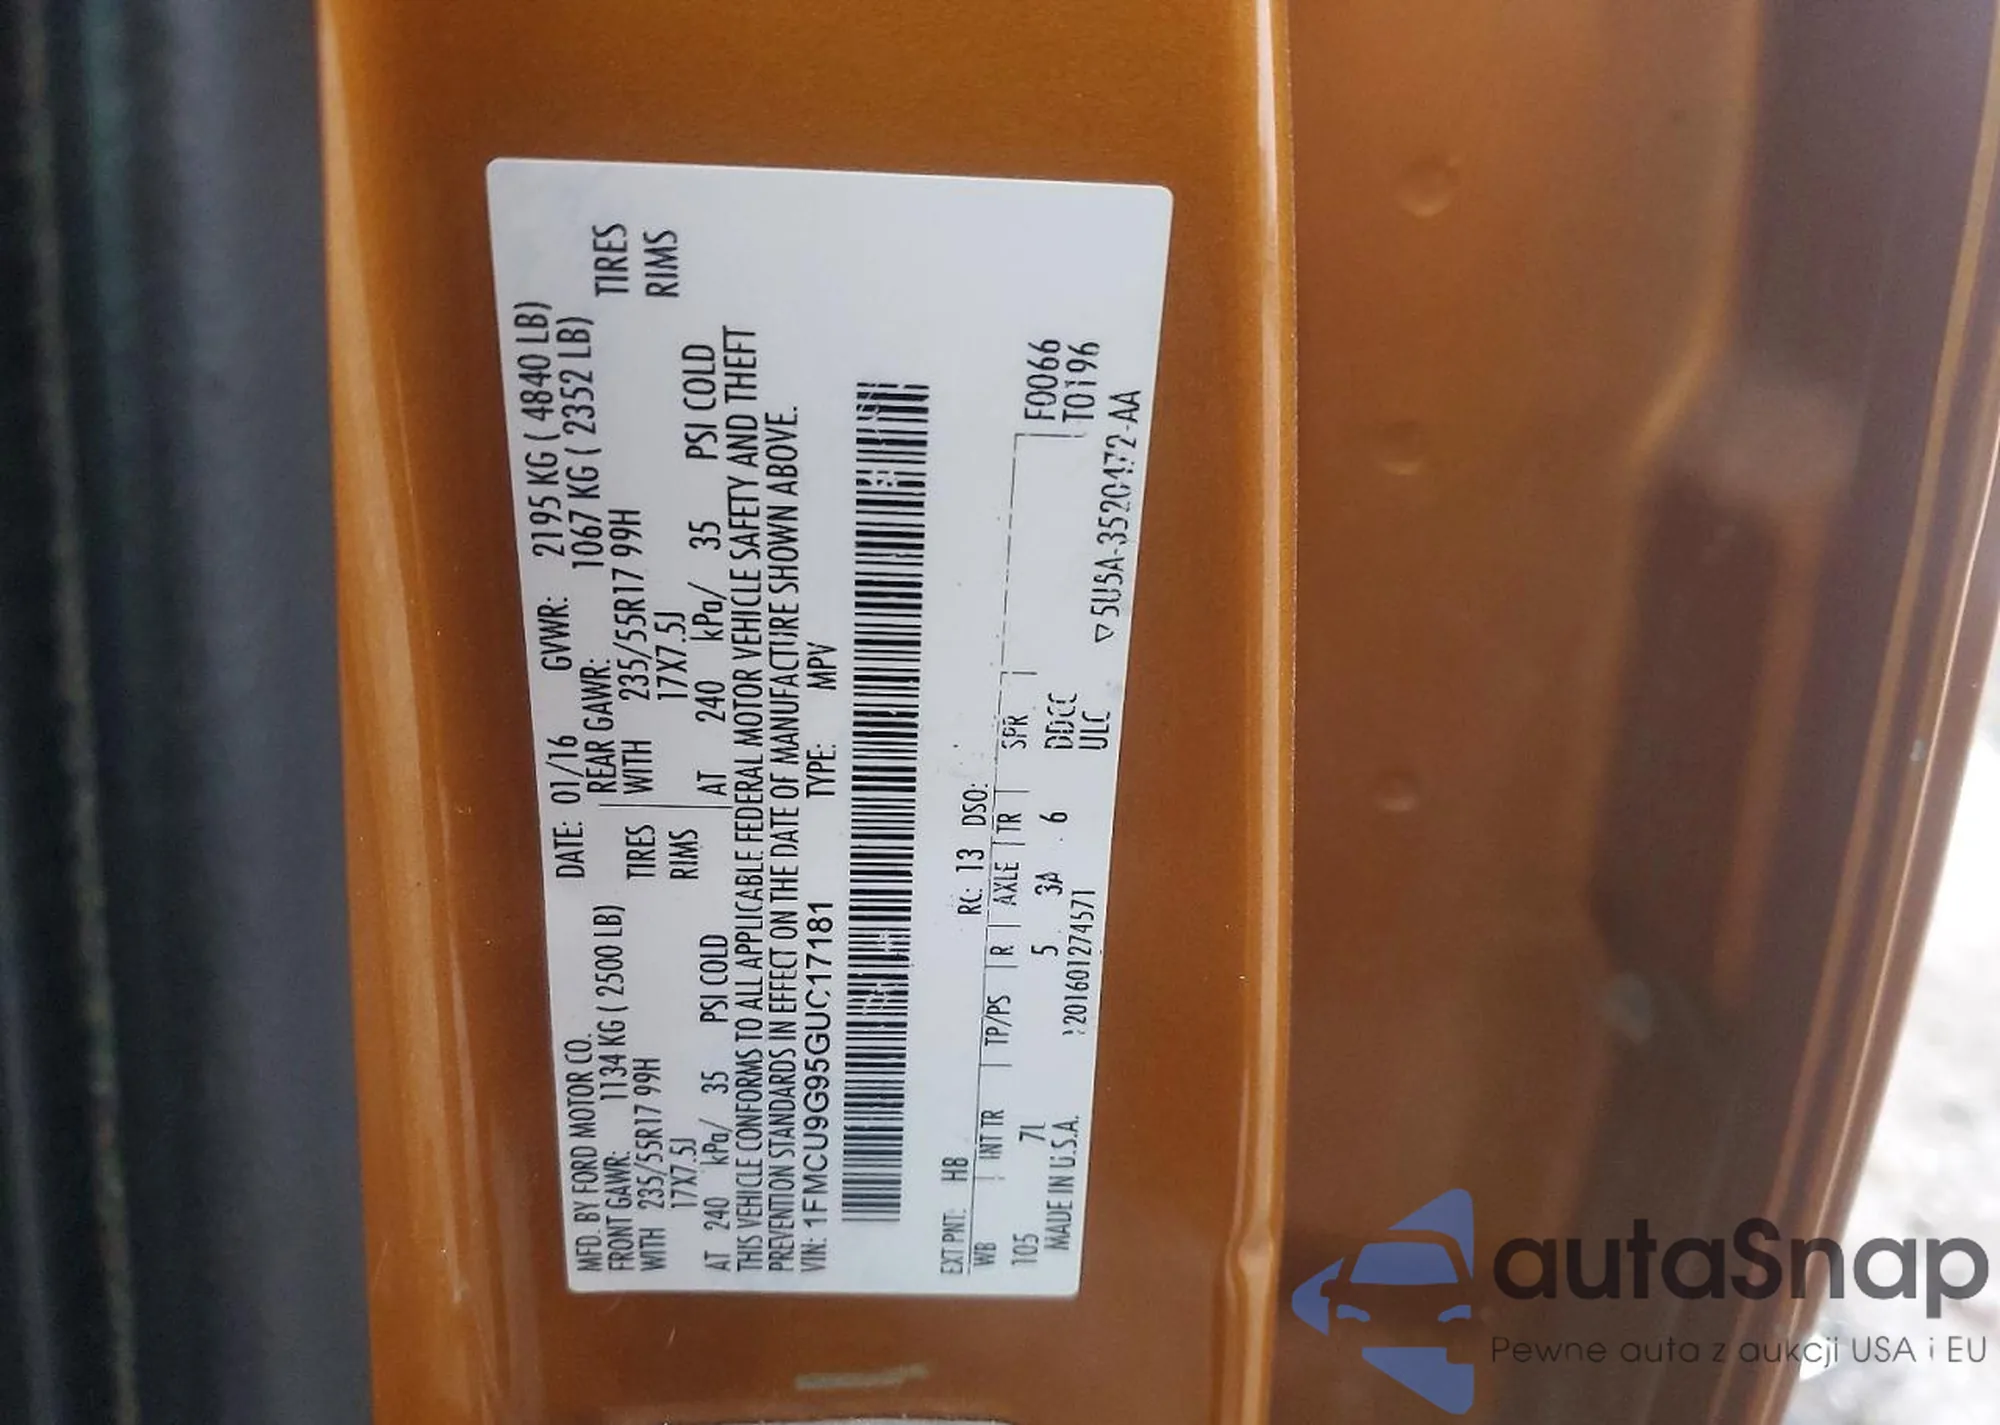 MFD. BY FORD MOTOR CO. DATE: 01/16 GVWR: 2195 KG ( 4840 LB)
FRONT GAWR: 1134 KG ( 2500 LB) REAR GAWR: 1067 KG ( 2352 LB)
WITH 235/55R17 99H TIRES WITH 235/55R17 99H TIRES
17X7.5J RIMS 17X7.5J RIMS
AT 240 kPa/ 35 PSI COLD AT 240 kPa/ 35 PSI COLD
THIS VEHICLE CONFORMS TO ALL APPLICABLE FEDERAL MOTOR VEHICLE SAFETY AND THEFT
PREVENTION STANDARDS IN EFFECT ON THE DATE OF MANUFACTURE SHOWN ABOVE.
VIN: 1FMCU9G95GUC17181 TYPE: MPV
EXT PNT: H8 RC: 13 DSO:
WB INT TR TP/PS R AXLE TR SPR F0066
105 7L 5 3A 6 DDCC T0196
ULC
MADE IN U.S.A. 20160127457 ▽5U5A-3520472-AA
autaSnap
Pewne auta z aukcji USA i EU